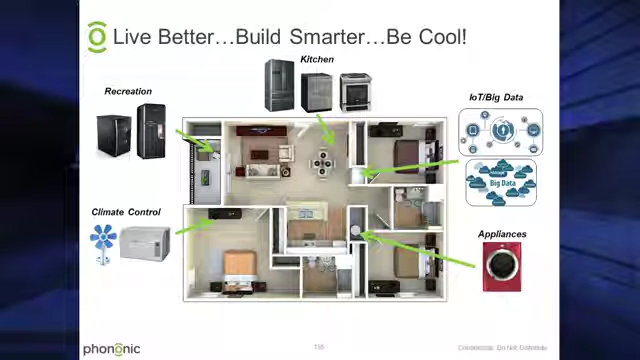 Live Better…Build Smarter…Be Cool!
Kitchen
Recreation
IoT/Big Data
Big Data
Climate Control
Appliances
phononic
Confidential. Do Not Distribute.